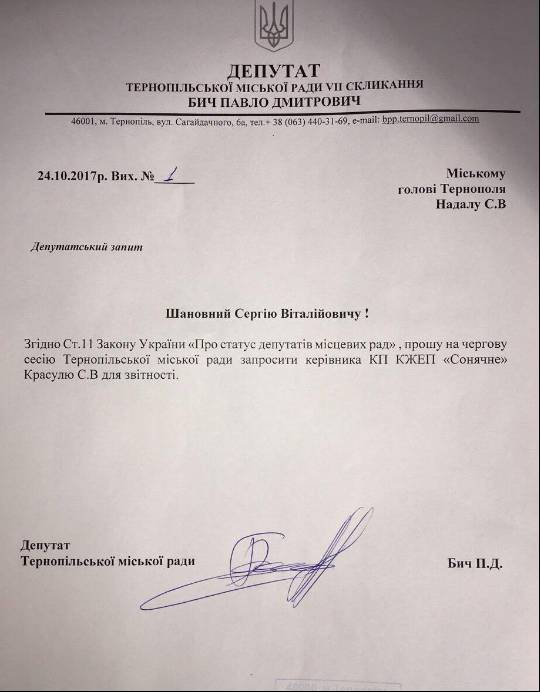 ДЕПУТАТ
ТЕРНОПІЛЬСЬКОЇ МІСЬКОЇ РАДИ VII СКЛИКАННЯ
БИЧ ПАВЛО ДМИТРОВИЧ
46001, м. Тернопіль, вул. Сагайдачного, 6а, тел.+ 38 (063) 440-31-69, e-mail: bpp.ternopil@gmail.com
24.10.2017р. Вих. № 1
Міському
голові Тернополя
Надалу С.В
Депутатський запит
Шановний Сергію Віталійовичу !
Згідно Ст.11 Закону України «Про статус депутатів місцевих рад» , прошу на чергову
сесію Тернопільської міської ради запросити керівника КП КЖЕП «Сонячне»
Красулю С.В для звітності.
Депутат
Тернопільської міської ради
Бич П.Д.